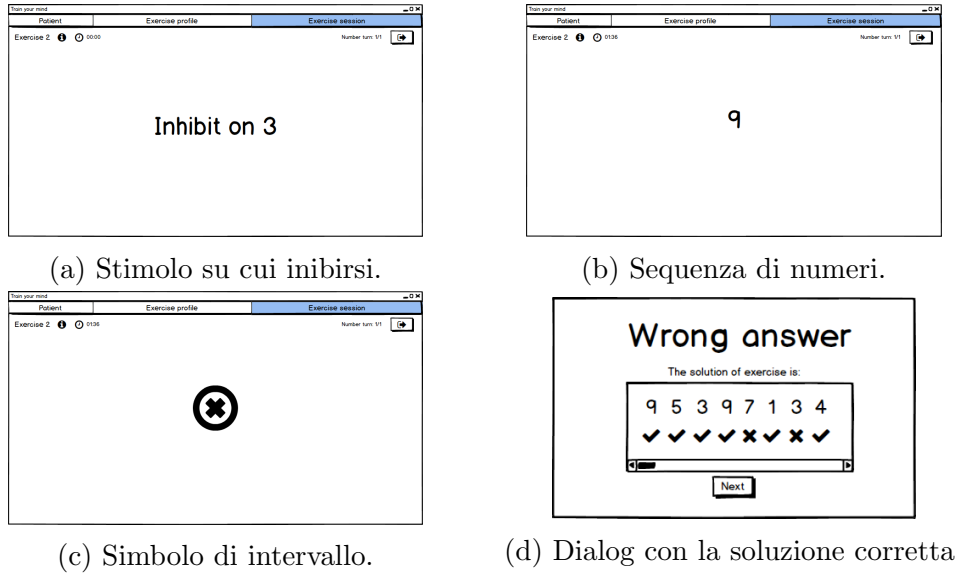 Train your mind
Patient Exercise profile Exercise session
Exercise 2 00:00 Number turn: 1/1
Inhibit on 3
(a) Stimolo su cui inibirsi.
Train your mind
Patient Exercise profile Exercise session
Exercise 2 01:36 Number turn: 1/1
9
(b) Sequenza di numeri.
Train your mind
Patient Exercise profile Exercise session
Exercise 2 01:36 Number turn: 1/1
(c) Simbolo di intervallo.
Wrong answer
The solution of exercise is:
9 5 3 9 7 1 3 4
Next
(d) Dialog con la soluzione corretta